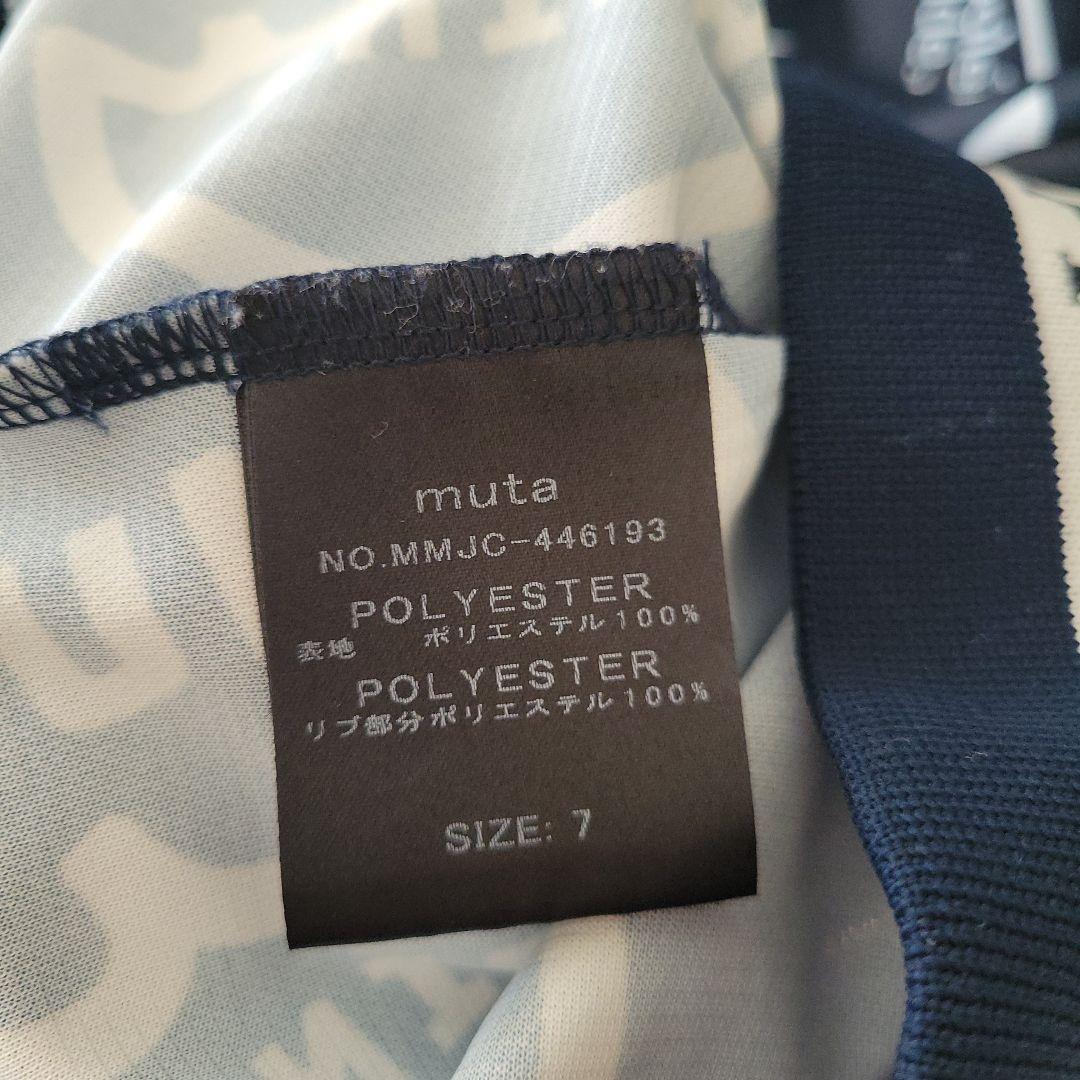 muta
NO.MMJC-446193
POLYESTER
表地 ポリエステル100%
POLYESTER
リブ部分ポリエステル100%
SIZE: 7